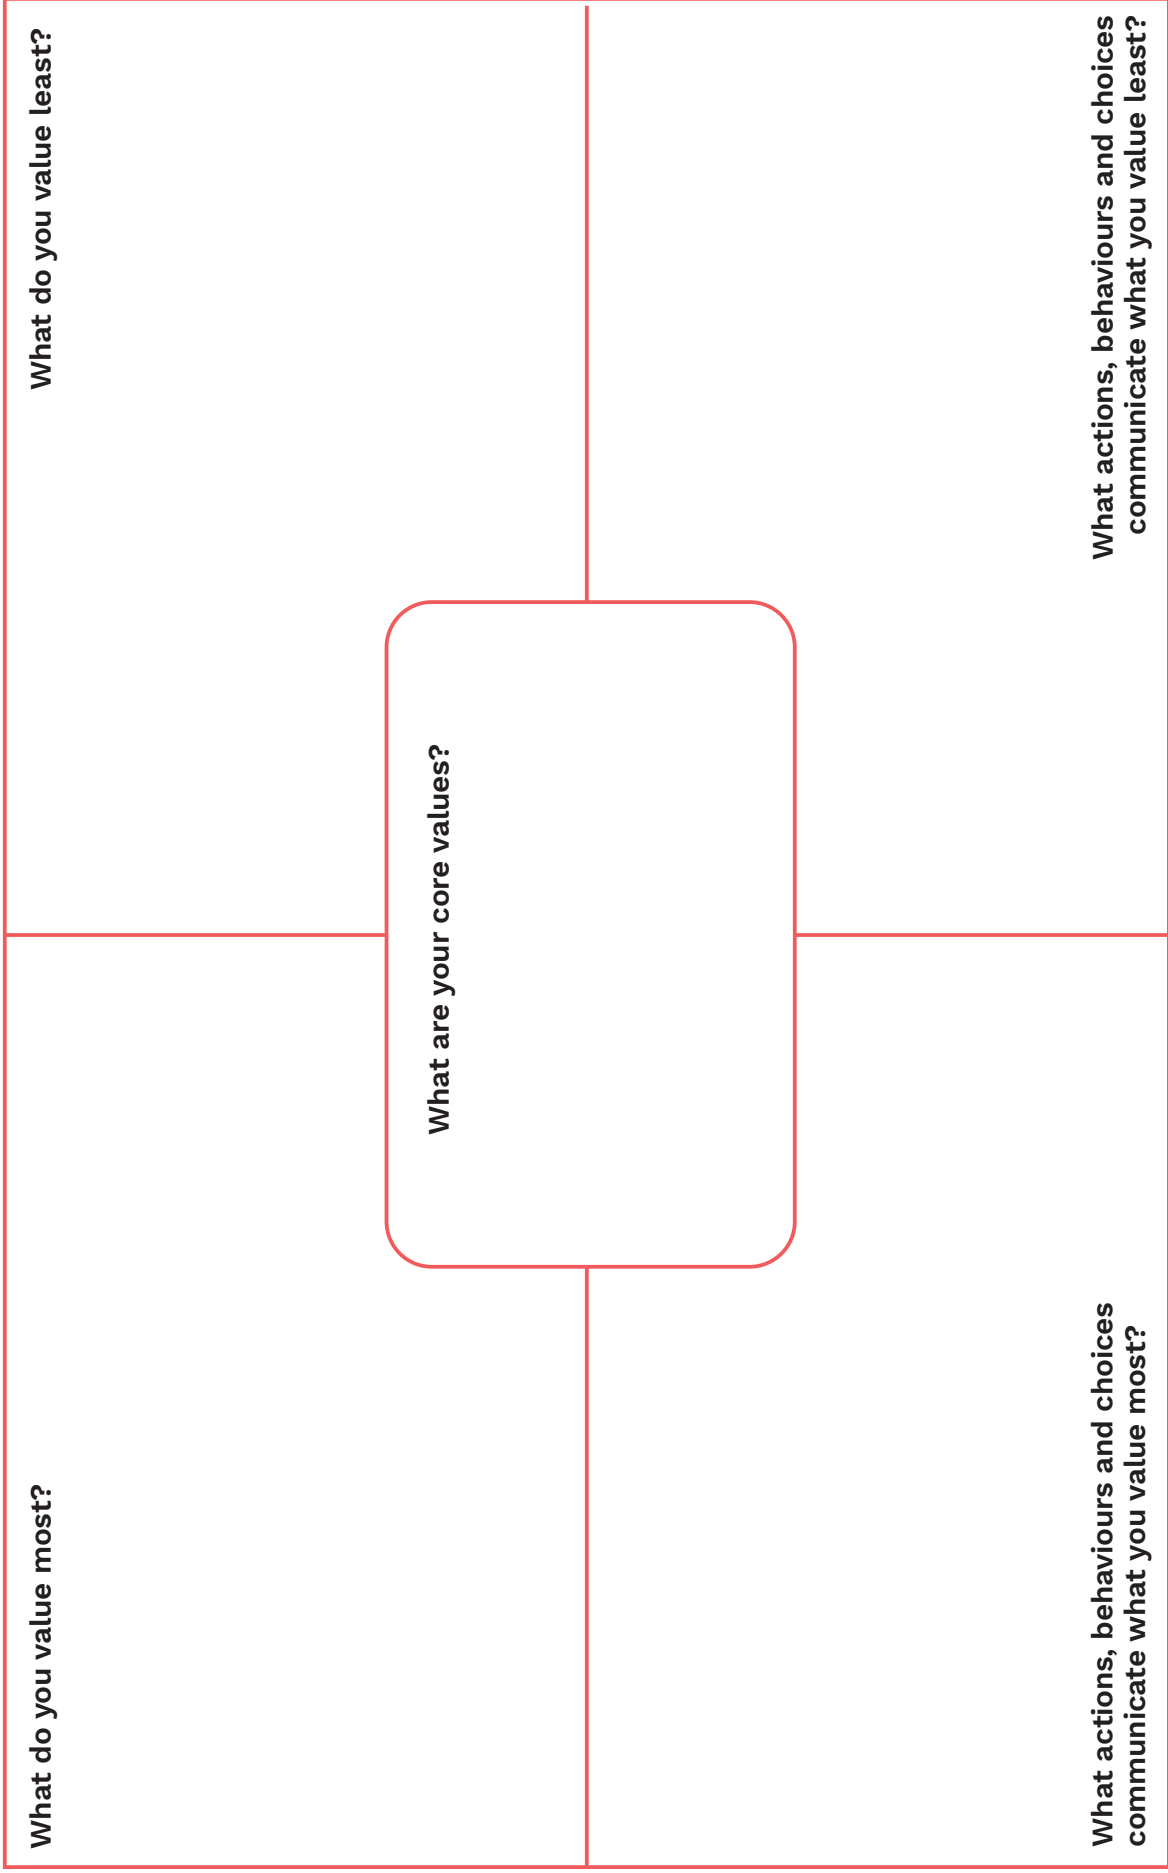 What do you value most?
What do you value least?
What are your core values?
What actions, behaviours and choices
communicate what you value most?
What actions, behaviours and choices
communicate what you value least?